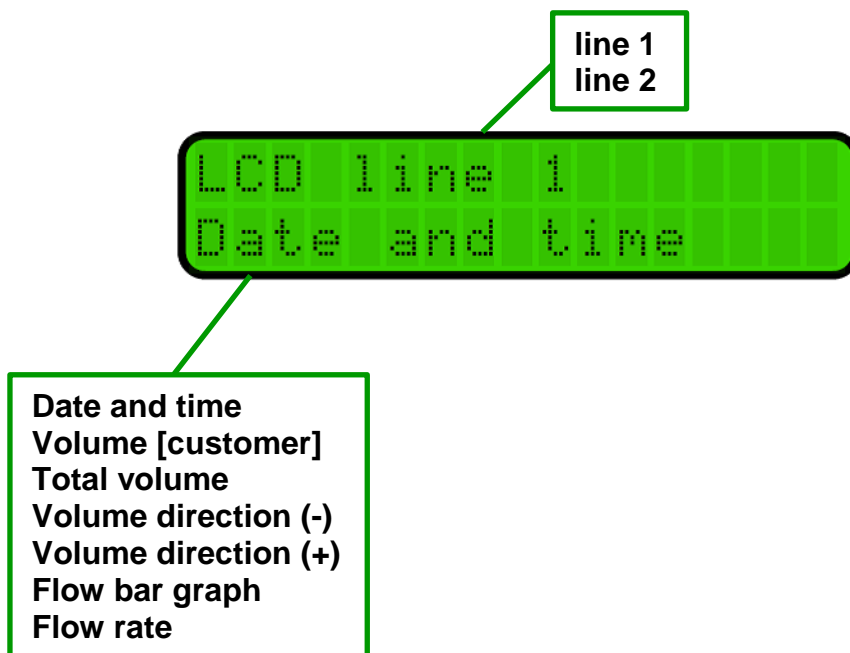 line 1
line 2
LCD line 1
Date and time
Date and time
Volume [customer]
Total volume
Volume direction (-)
Volume direction (+)
Flow bar graph
Flow rate